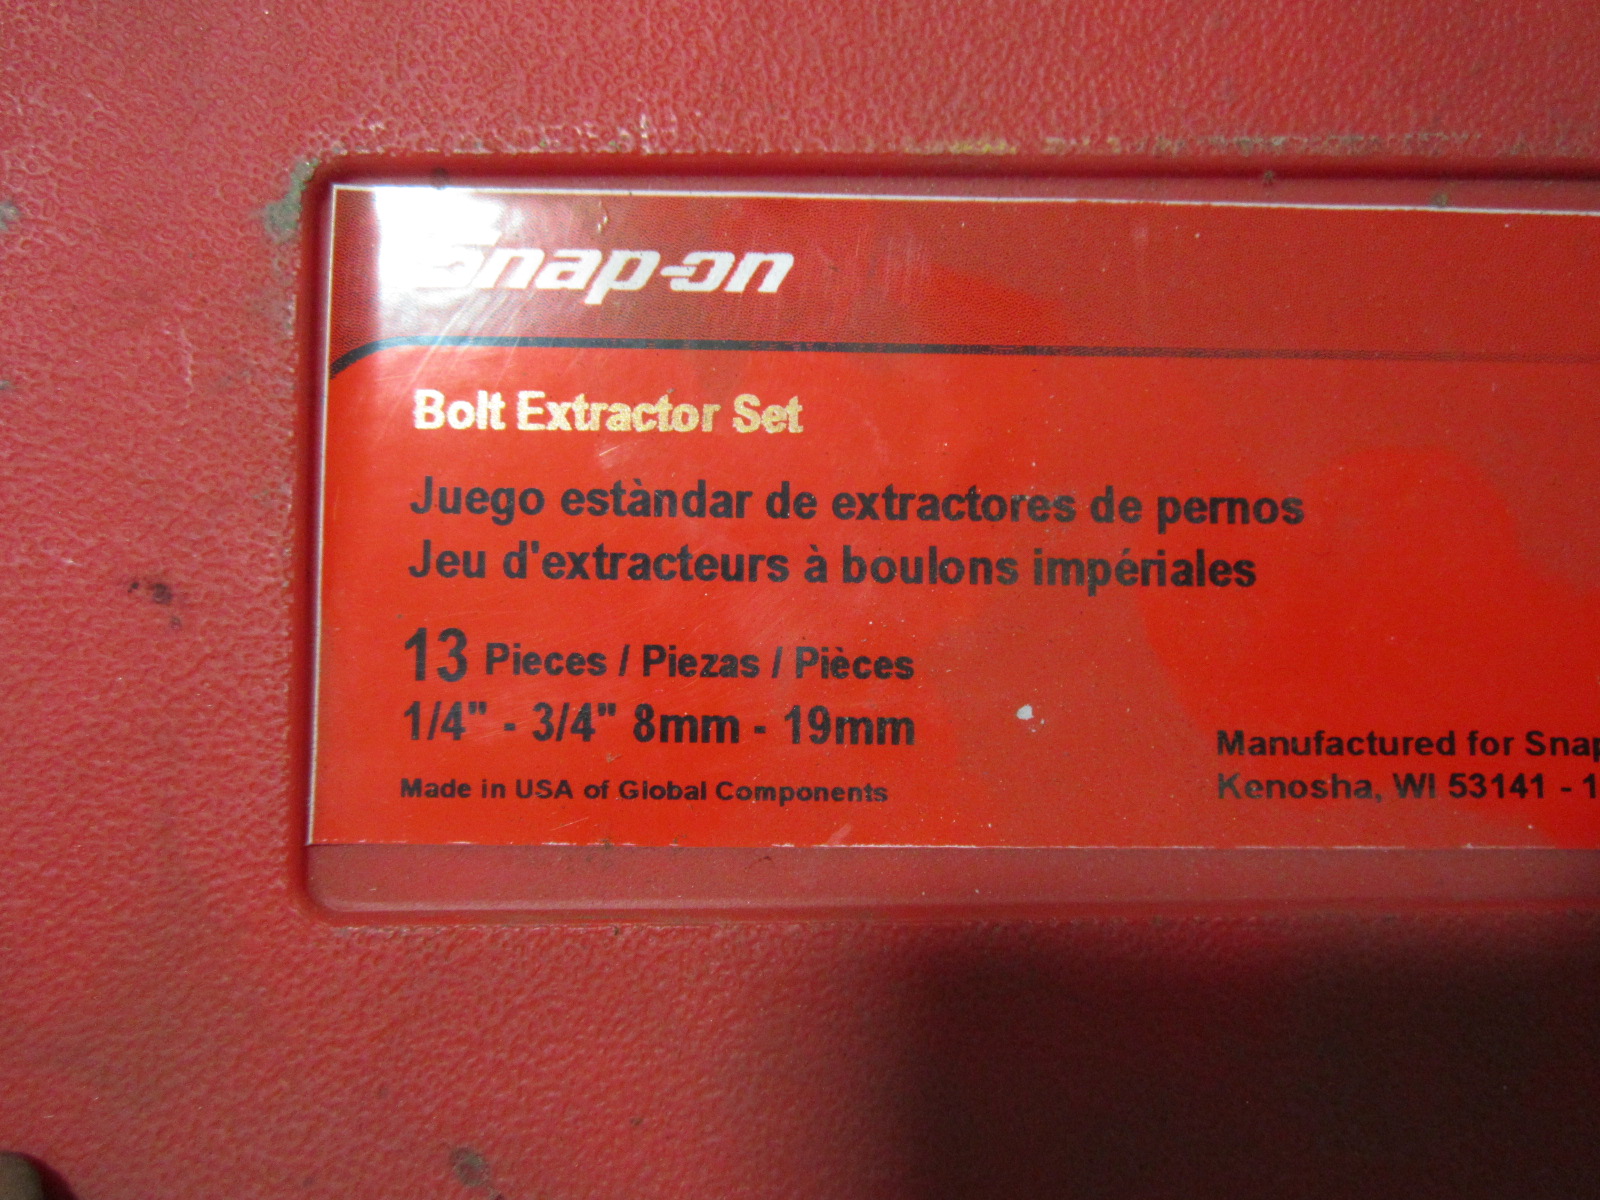 Snap-on
Bolt Extractor Set
Juego estàndar de extractores de pernos
Jeu d'extracteurs à boulons impériales
13 Pieces / Piezas / Pièces
1/4" - 3/4" 8mm - 19mm
Made in USA of Global Components
Manufactured for Snap
Kenosha, WI 53141 - 1